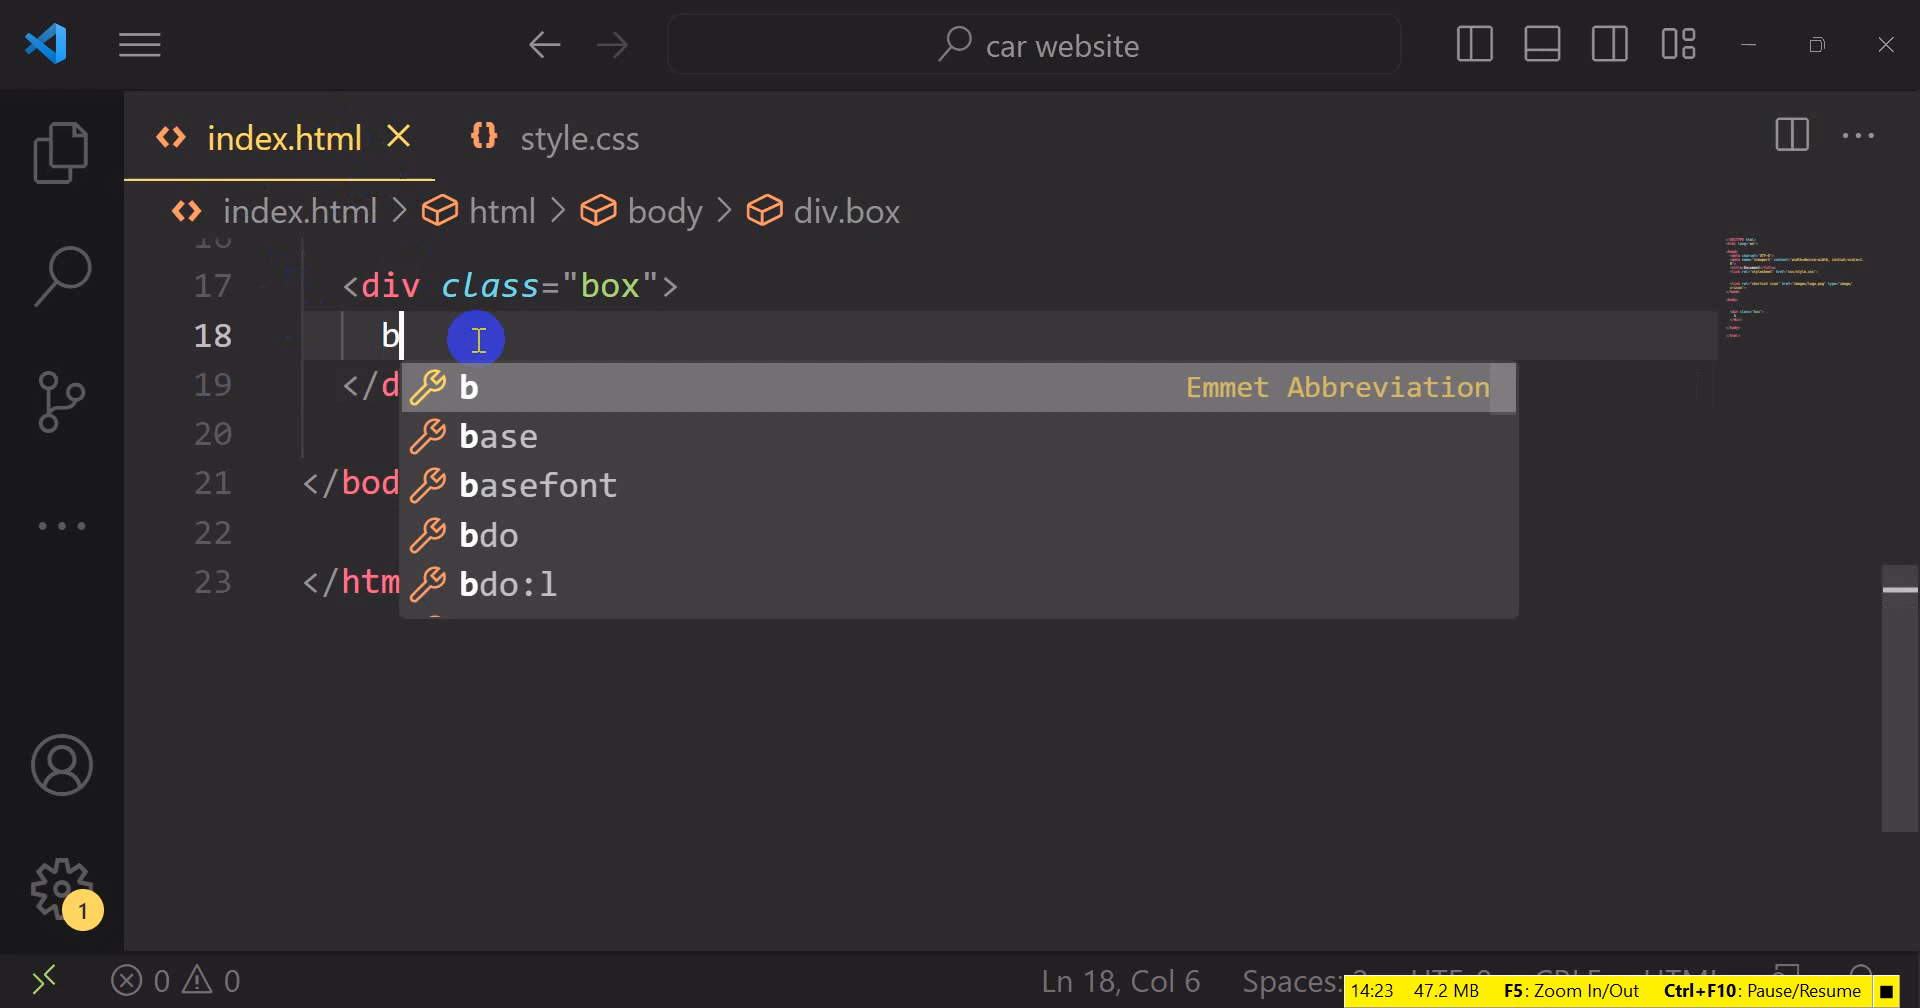 car website
index.html
style.css
index.html > html > body > div.box
16
17 <div class="box">
18 b
19 </d
20
21 </bod
22
23 </htm
b Emmet Abbreviation
base
basefont
bdo
bdo:l
1
0 0
Ln 18, Col 6
Spaces:
14:23 47.2 MB F5: Zoom In/Out Ctrl+F10: Pause/Resume